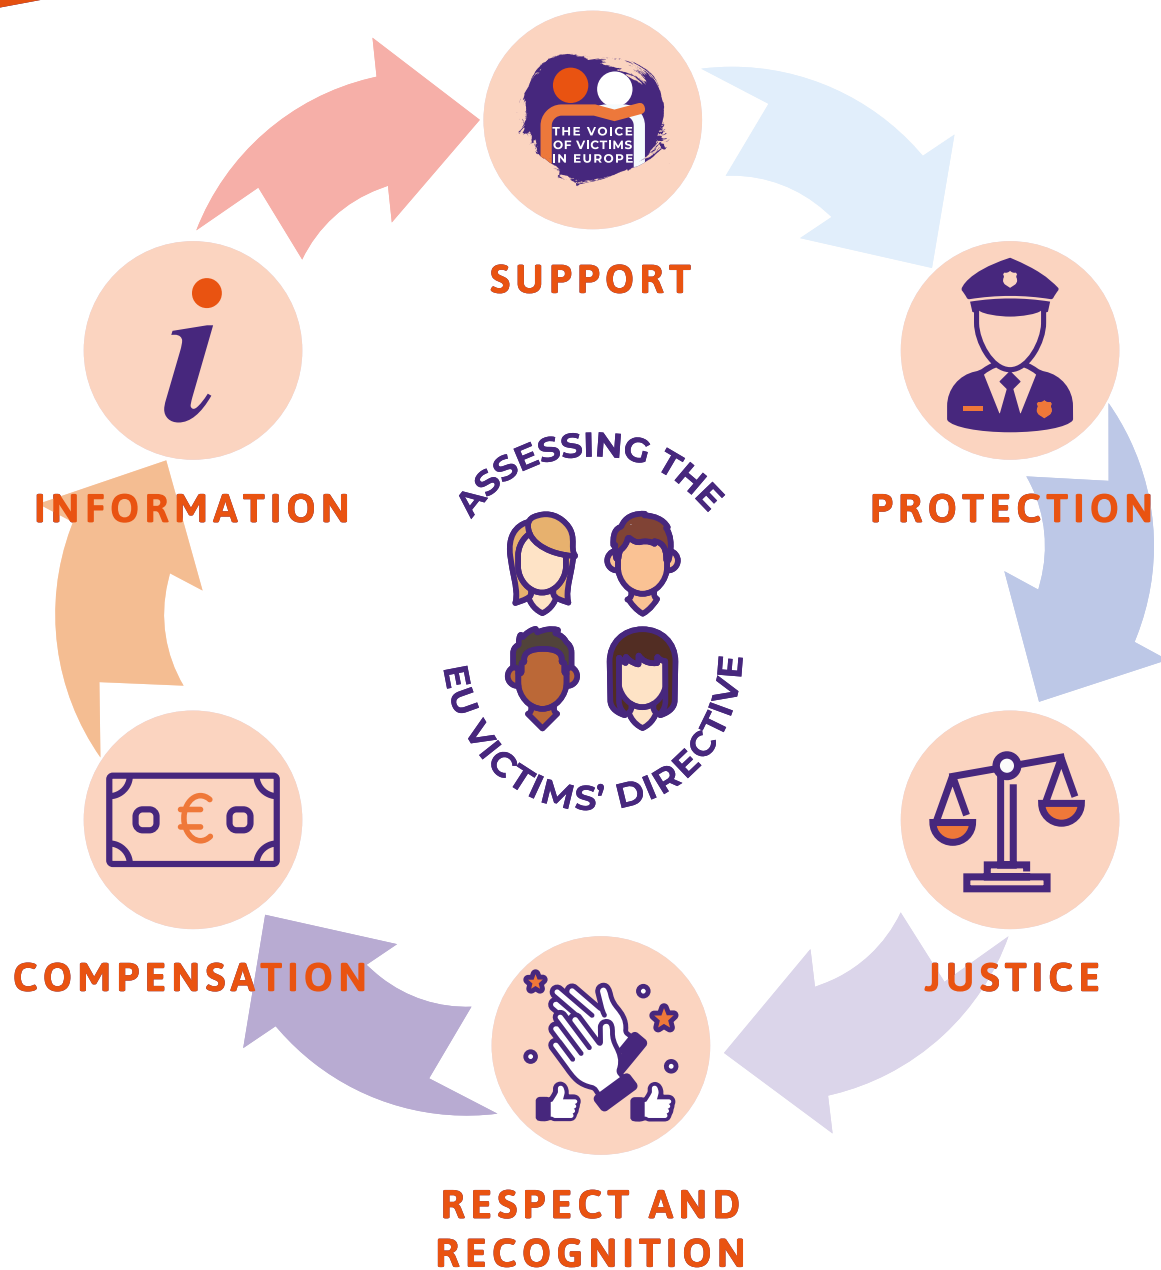 THE VOICE
OF VICTIMS
IN EUROPE
SUPPORT
INFORMATION
PROTECTION
ASSESSING THE
EU VICTIMS’ DIRECTIVE
€
COMPENSATION
JUSTICE
RESPECT AND
RECOGNITION